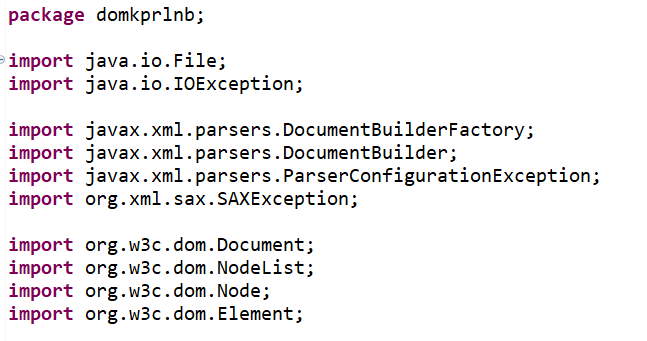 package domkprlnb;
import java.io.File;
import java.io.IOException;
import javax.xml.parsers.DocumentBuilderFactory;
import javax.xml.parsers.DocumentBuilder;
import javax.xml.parsers.ParserConfigurationException;
import org.xml.sax.SAXException;
import org.w3c.dom.Document;
import org.w3c.dom.NodeList;
import org.w3c.dom.Node;
import org.w3c.dom.Element;